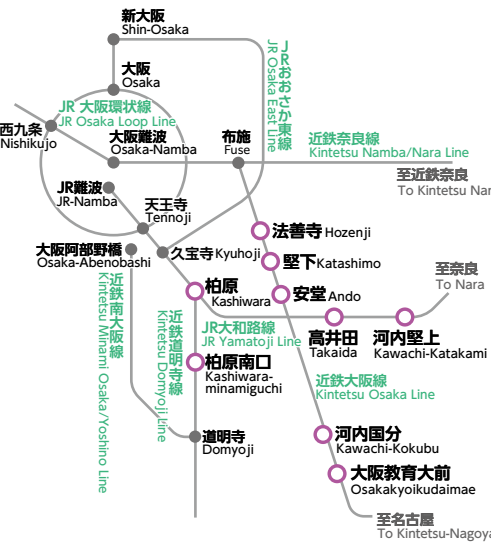 新大阪
Shin-Osaka
大阪
Osaka
JR 大阪環状線
JR Osaka Loop Line
JRおおさか東線
JR Osaka East Line
西九条
Nishikujo
大阪難波
Osaka-Namba
布施
Fuse
近鉄奈良線
Kintetsu Namba/Nara Line
至近鉄奈良
To Kintetsu Nar
JR難波
JR-Namba
天王寺
Tennoji
法善寺 Hozenji
大阪阿部野橋
Osaka-Abenobashi
久宝寺 Kyuhoji
堅下 Katashimo
至奈良
To Nara
柏原
Kashiwara
安堂 Ando
近鉄南大阪線
Kintetsu Minami Osaka/Yoshino Line
近鉄道明寺線
Kintetsu Domyoji Line
JR大和路線
JR Yamatoji Line
高井田
Takaida
河内堅上
Kawachi-Katakami
柏原南口
Kashiwara-
minamiguchi
近鉄大阪線
Kintetsu Osaka Line
道明寺
Domyoji
河内国分
Kawachi-Kokubu
大阪教育大前
Osakakyoikudaimae
至名古屋
To Kintetsu-Nagoya